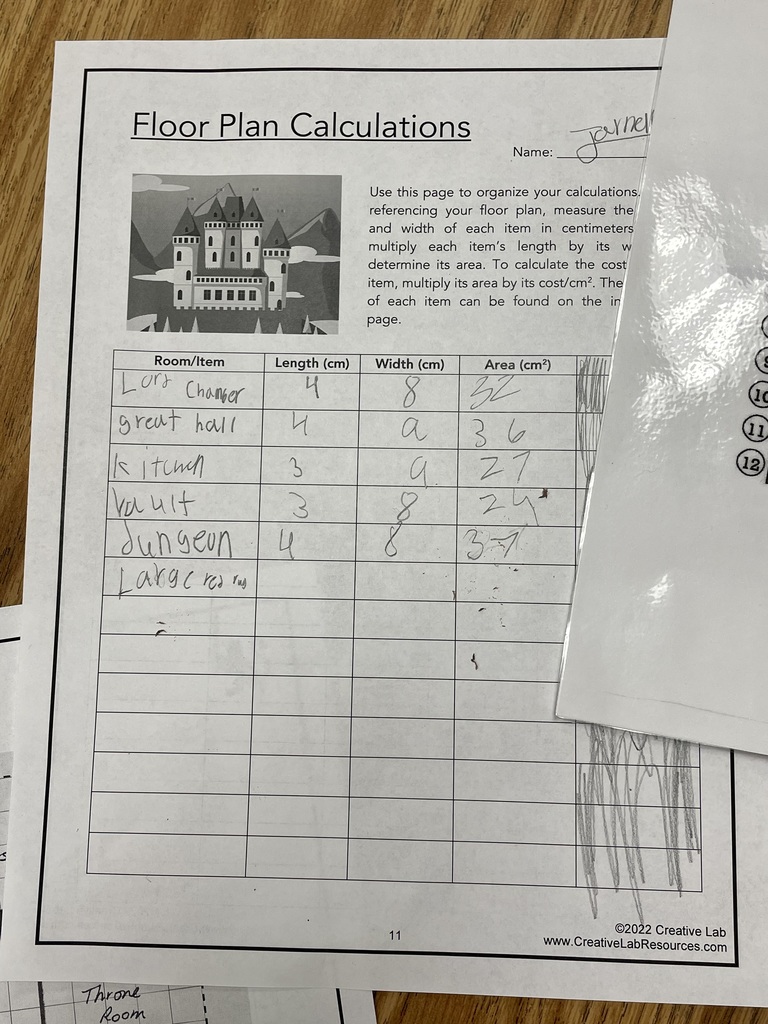 Floor Plan Calculations
Name: Jarnell
Use this page to organize your calculations.
referencing your floor plan, measure the
and width of each item in centimeters
multiply each item's length by its w
determine its area. To calculate the cost
item, multiply its area by its cost/cm². The
of each item can be found on the in
page.
Room/Item Length (cm) Width (cm) Area (cm²)
Lord Chamber 4 8 32
great hall 4 9 36
kitchen 3 9 27
Vault 3 8 24
dungeon 4 8
Large red rug
10
11
12
11
©2022 Creative Lab
www.CreativeLabResources.com
Throne
Room